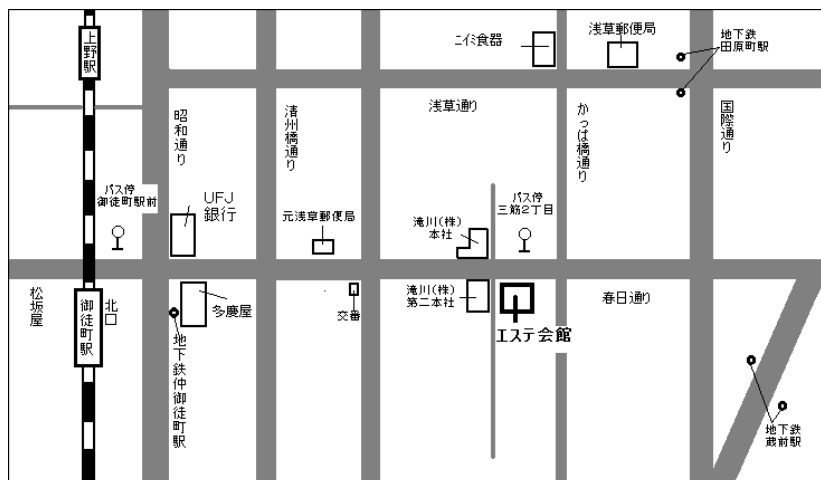 上野駅
ニイミ食器
浅草郵便局
地下鉄
田原町駅
昭和通り
清州橋通り
浅草通り
かっぱ橋通り
国際通り
バス停
御徒町駅前
UFJ
銀行
元浅草郵便局
滝川(株)
本社
バス停
三筋2丁目
松坂屋
御徒町駅
北口
多慶屋
交番
滝川(株)
第二本社
春日通り
エステ会館
地下鉄仲御徒町駅
地下鉄
蔵前駅